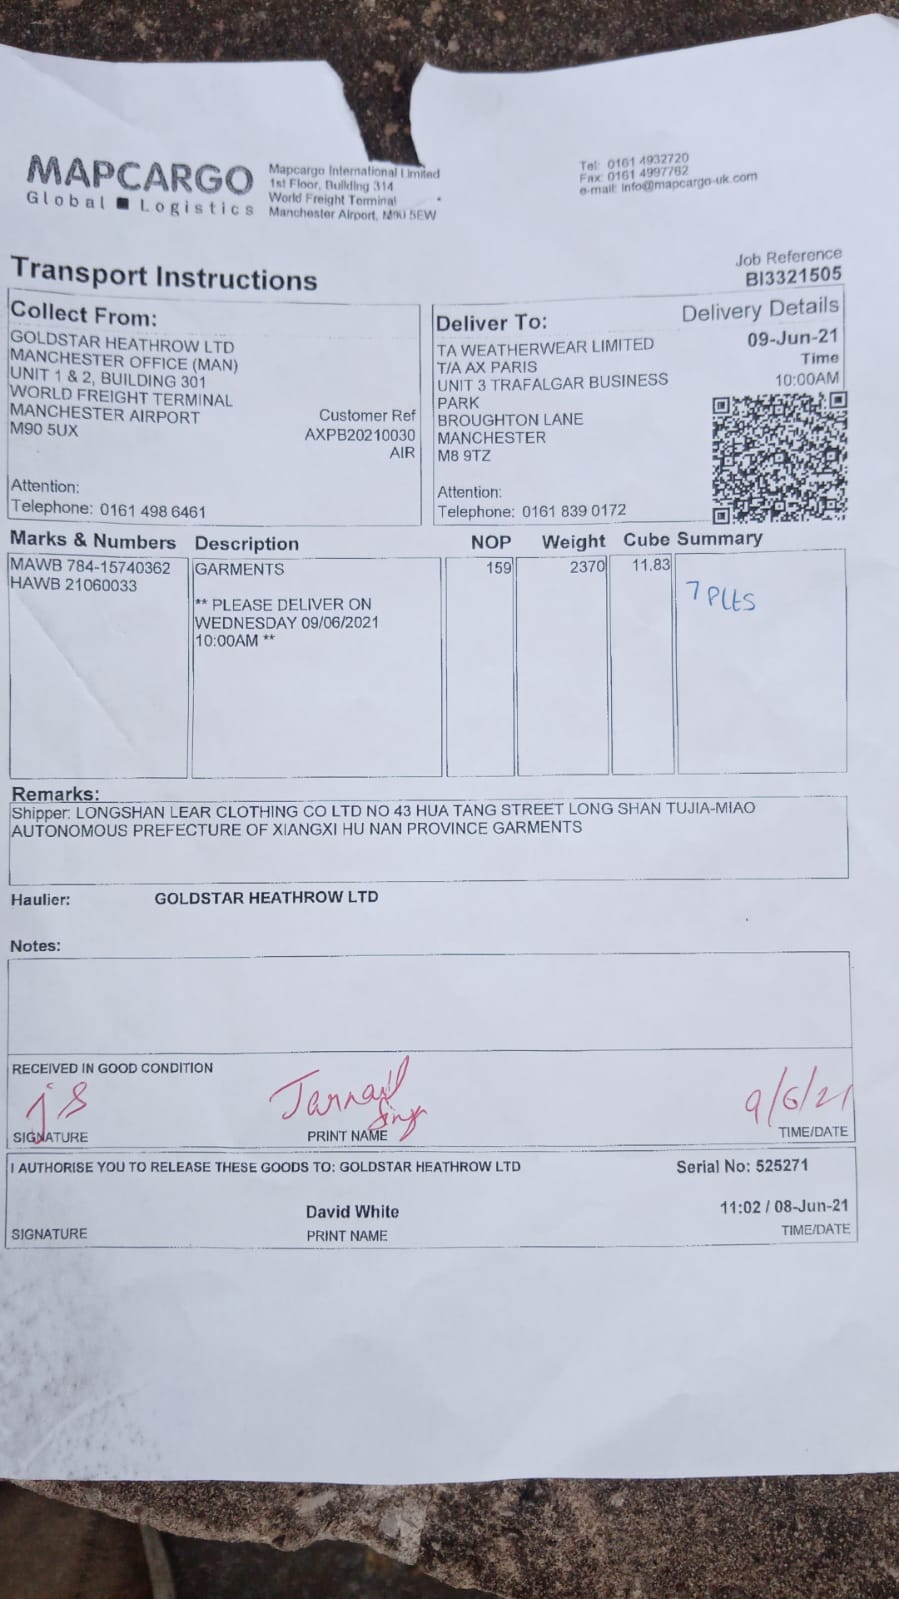 MAPCARGO
Global ■ Logistics
Mapcargo International Limited
1st Floor, Building 314
World Freight Terminal
Manchester Airport, M90 5EW
Tel: 0161 4932720
Fax: 0161 4997762
e-mail: info@mapcargo-uk.com
Transport Instructions
Job Reference
BI3321505
Collect From:
GOLDSTAR HEATHROW LTD
MANCHESTER OFFICE (MAN)
UNIT 1 & 2, BUILDING 301
WORLD FREIGHT TERMINAL
MANCHESTER AIRPORT
M90 5UX
Customer Ref
AXPB20210030
AIR
Attention:
Telephone: 0161 498 6461
Deliver To:
TA WEATHERWEAR LIMITED
T/A AX PARIS
UNIT 3 TRAFALGAR BUSINESS
PARK
BROUGHTON LANE
MANCHESTER
M8 9TZ
Attention:
Telephone: 0161 839 0172
Delivery Details
09-Jun-21
Time
10:00AM
Marks & Numbers Description NOP Weight Cube Summary
MAWB 784-15740362 GARMENTS 159 2370 11.83
HAWB 21060033
7 PLTS
** PLEASE DELIVER ON
WEDNESDAY 09/06/2021
10:00AM **
Remarks:
Shipper: LONGSHAN LEAR CLOTHING CO LTD NO 43 HUA TANG STREET LONG SHAN TUJIA-MIAO
AUTONOMOUS PREFECTURE OF XIANGXI HU NAN PROVINCE GARMENTS
Haulier: GOLDSTAR HEATHROW LTD
Notes:
RECEIVED IN GOOD CONDITION
JS Jarnail Singh 9/6/21
SIGNATURE PRINT NAME TIME/DATE
I AUTHORISE YOU TO RELEASE THESE GOODS TO: GOLDSTAR HEATHROW LTD Serial No: 525271
David White 11:02 / 08-Jun-21
SIGNATURE PRINT NAME TIME/DATE